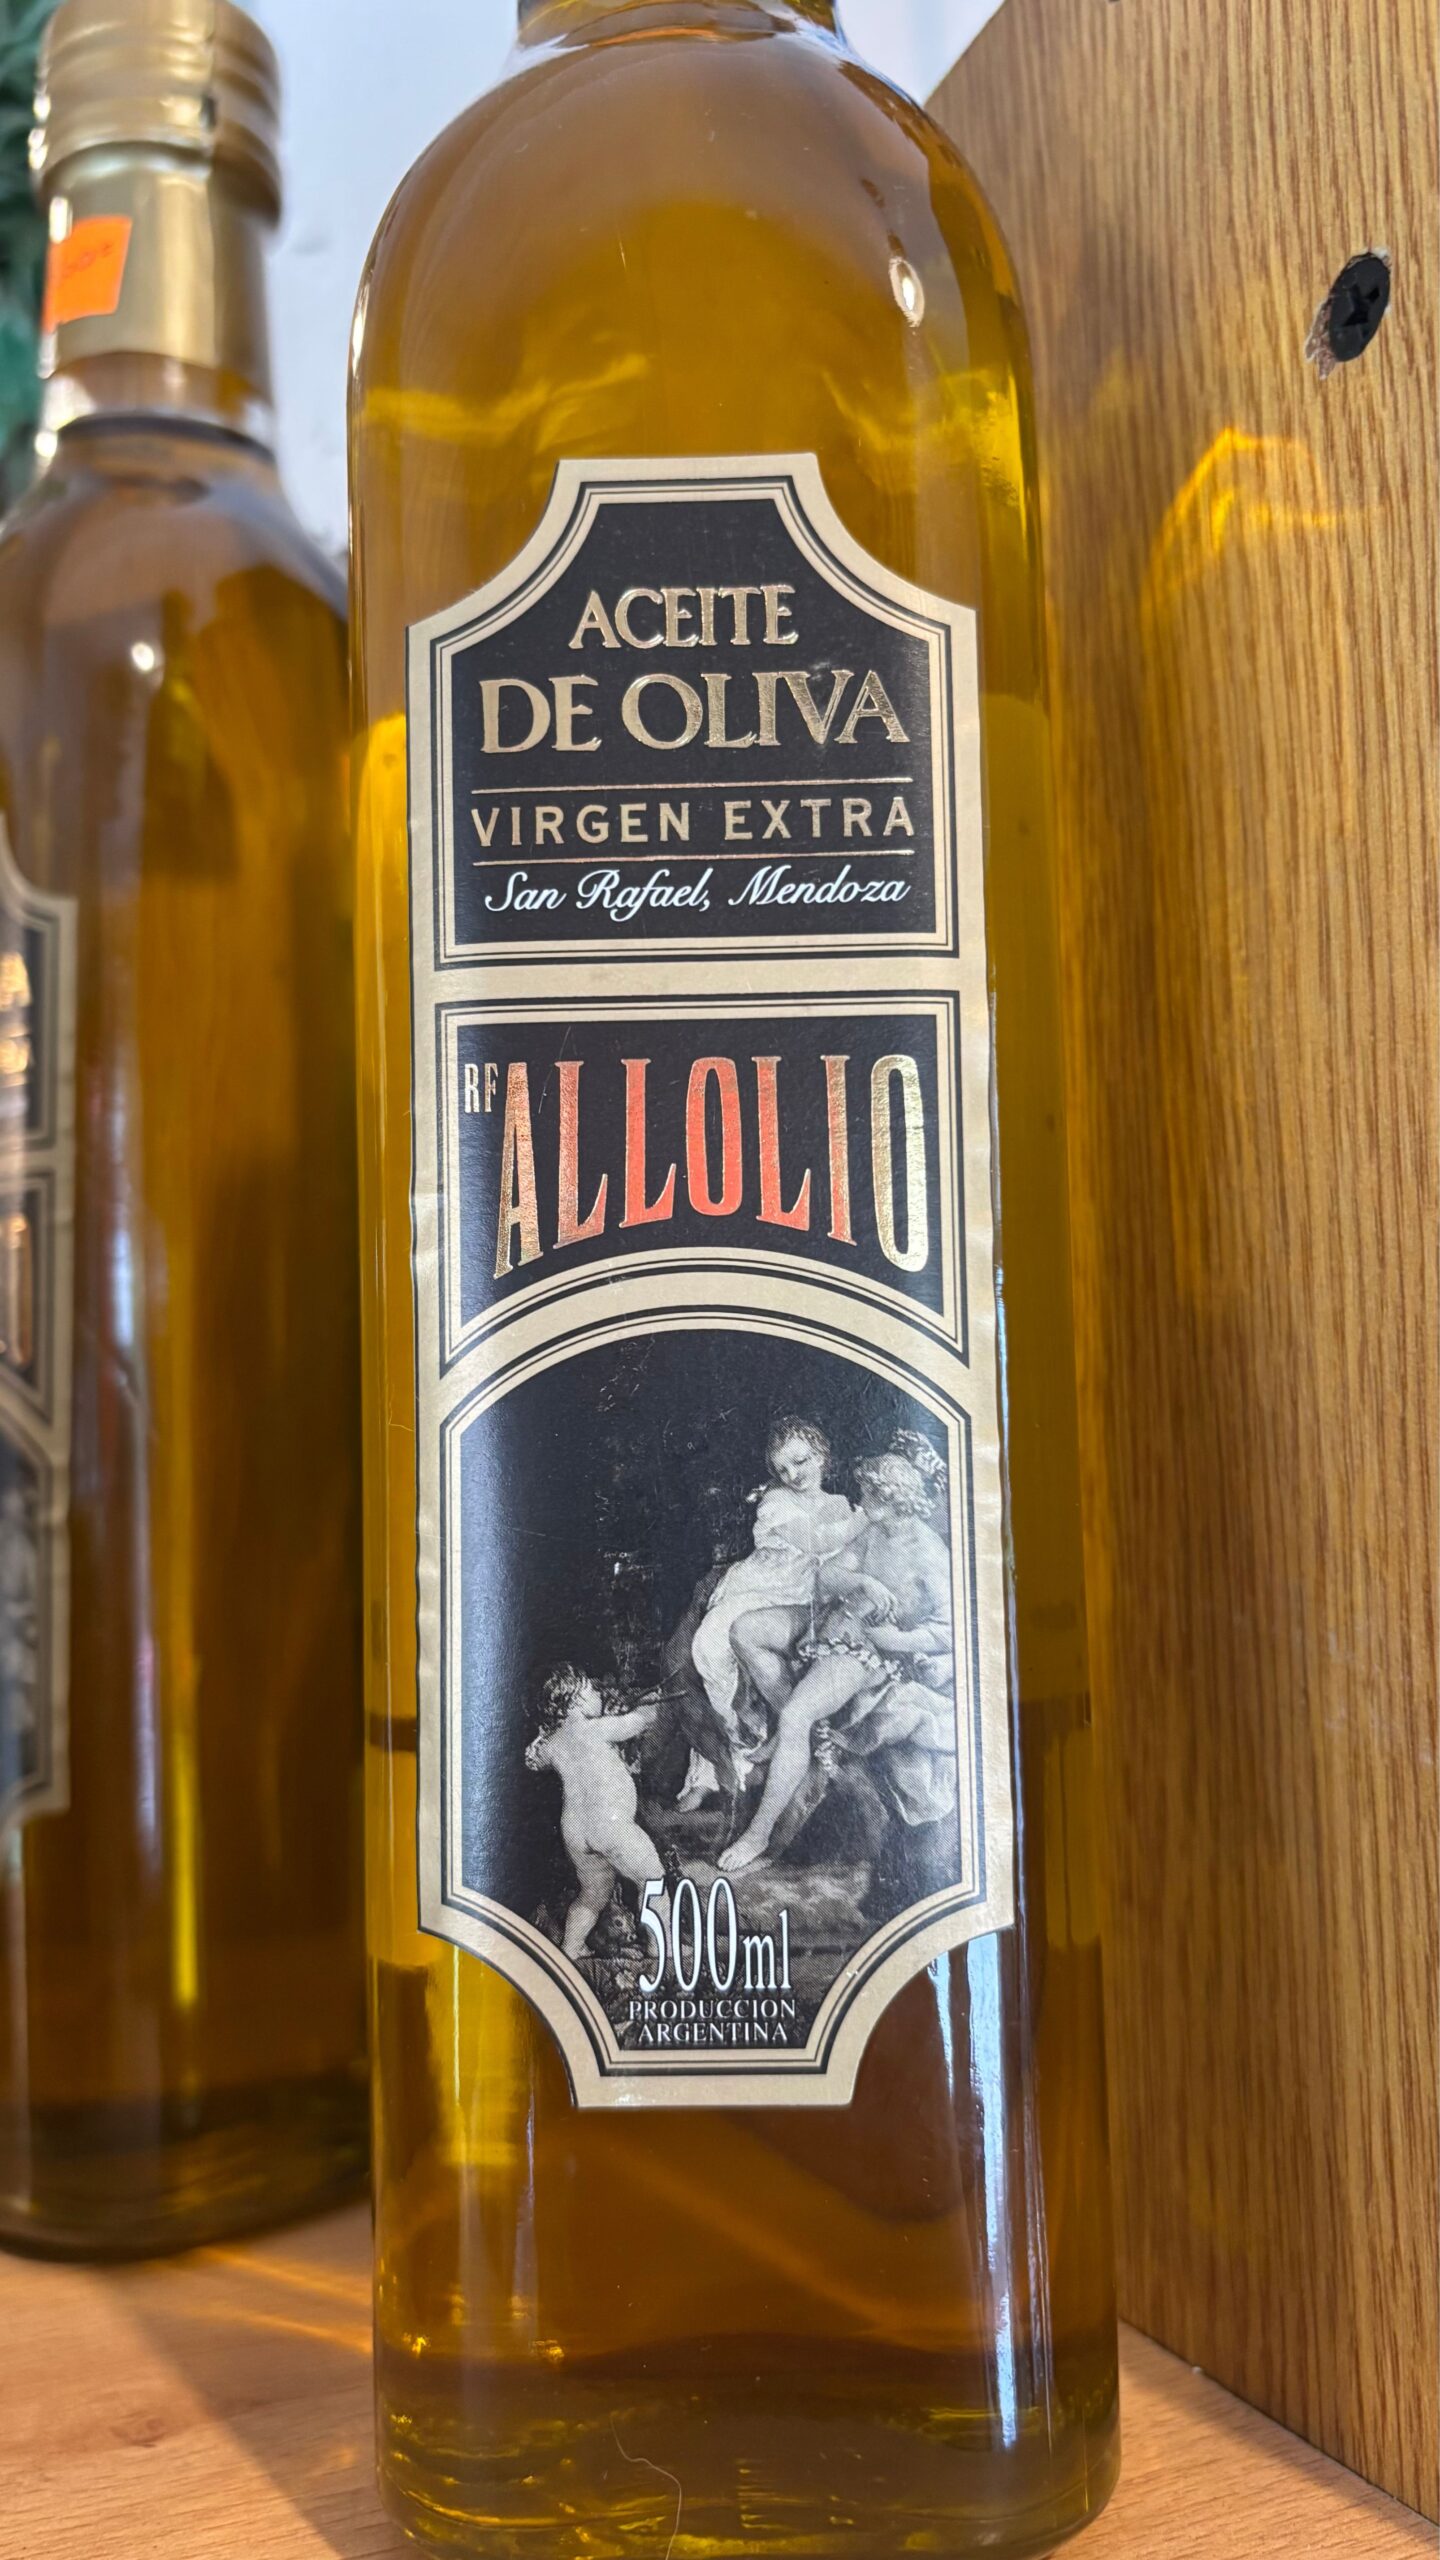 ACEITE
DE OLIVA
VIRGEN EXTRA
San Rafael, Mendoza
RF ALLOLIO
500ml
PRODUCCION
ARGENTINA